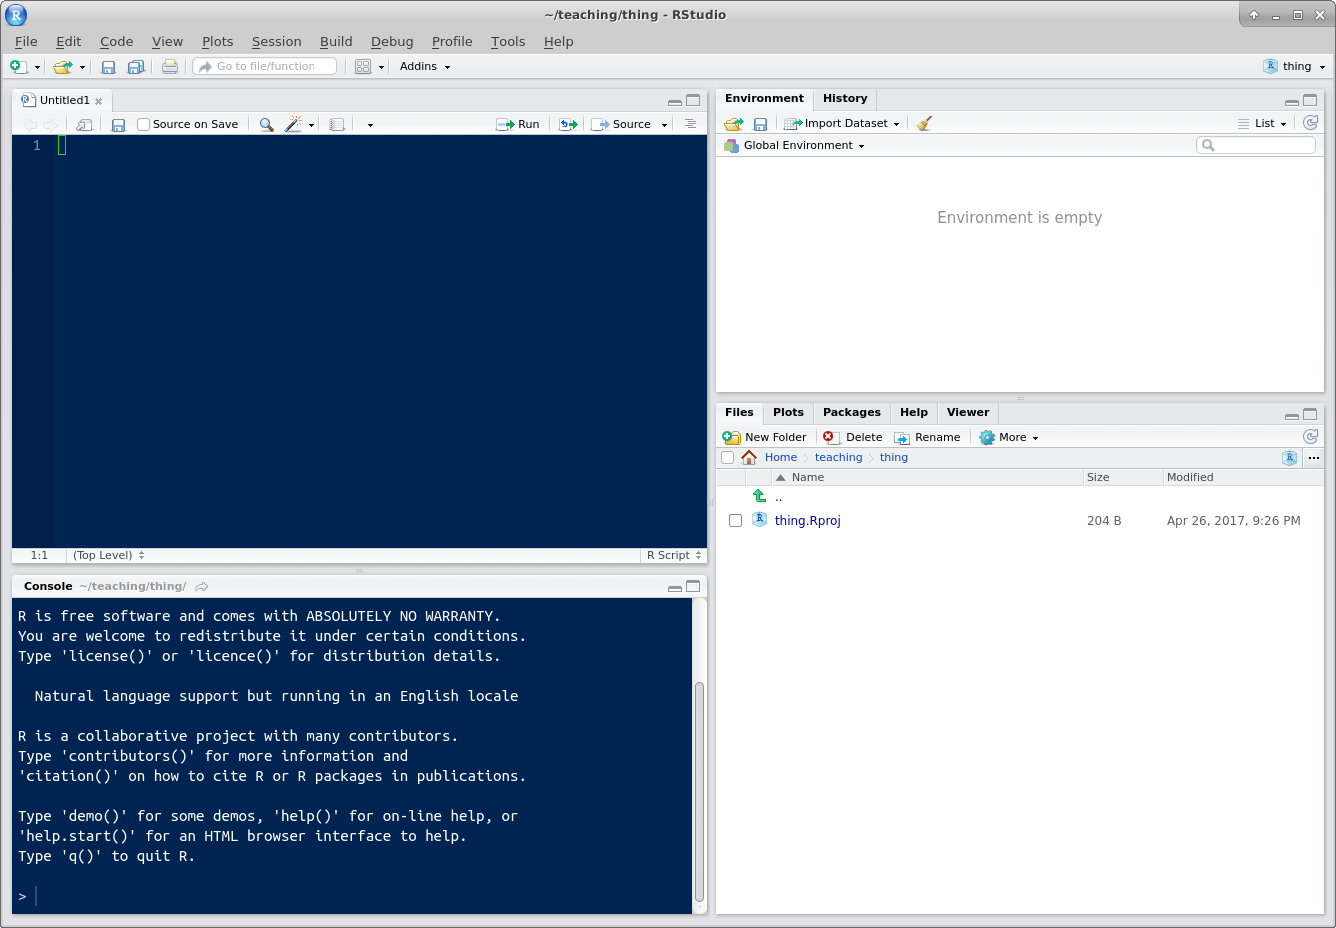 ~/teaching/thing - RStudio
File Edit Code View Plots Session Build Debug Profile Tools Help
Go to file/function Addins thing
Untitled1
Source on Save Run Source
1
1:1 (Top Level) R Script
Console ~/teaching/thing/
R is free software and comes with ABSOLUTELY NO WARRANTY.
You are welcome to redistribute it under certain conditions.
Type 'license()' or 'licence()' for distribution details.
Natural language support but running in an English locale
R is a collaborative project with many contributors.
Type 'contributors()' for more information and
'citation()' on how to cite R or R packages in publications.
Type 'demo()' for some demos, 'help()' for on-line help, or
'help.start()' for an HTML browser interface to help.
Type 'q()' to quit R.
>
Environment History
Import Dataset List
Global Environment
Environment is empty
Files Plots Packages Help Viewer
New Folder Delete Rename More
Home teaching thing ...
Name Size Modified
..
thing.Rproj 204 B Apr 26, 2017, 9:26 PM